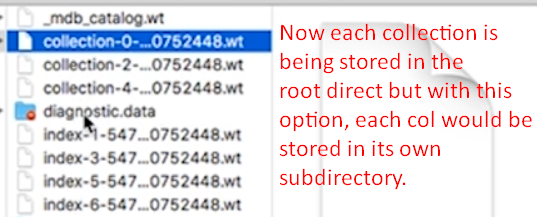 _mdb_catalog.wt
collection-0-...0752448.wt
collection-2-...0752448.wt
collection-4-...0752448.wt
diagnostic.data
index-1-547...0752448.wt
index-3-547...0752448.wt
index-5-547...0752448.wt
index-6-547...0752448.wt
Now each collection is
being stored in the
root direct but with this
option, each col would be
stored in its own
subdirectory.